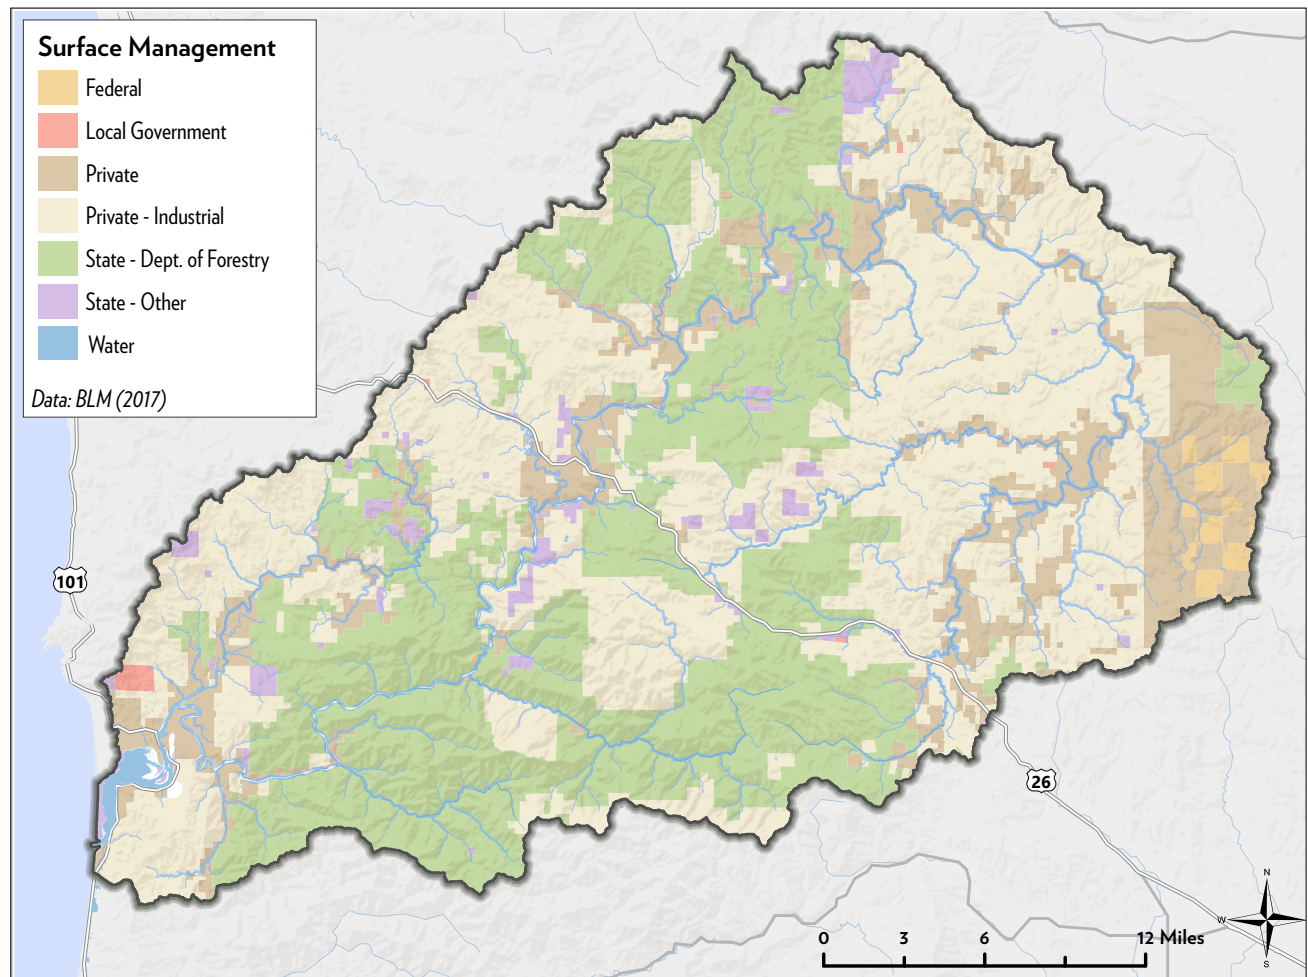 Surface Management
Federal
Local Government
Private
Private - Industrial
State - Dept. of Forestry
State - Other
Water
Data: BLM (2017)
101
26
N
W
S
0 3 6 12 Miles